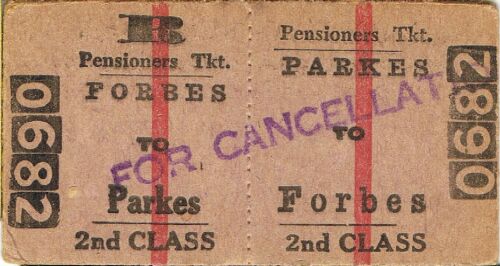 R
Pensioners Tkt.
FORBES
TO
Parkes
2nd CLASS
0682
Pensioners Tkt.
PARKES
TO
Forbes
2nd CLASS
0682
FOR CANCELLAT